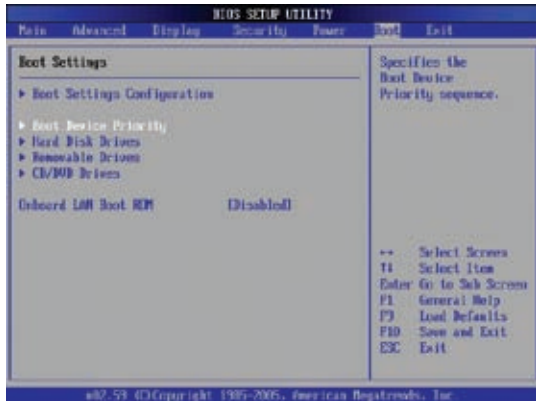 BIOS SETUP UTILITY
Main Advanced Display Security Power Boot Exit
Boot Settings
Boot Settings Configuration
Boot Device Priority
Hard Disk Drives
Removable Drives
CD/DVD Drives
Onboard LAN Boot ROM [Disabled]
Specifies the
Boot Device
Priority sequence.
↔ Select Screen
↑↓ Select Item
Enter Go to Sub Screen
F1 General Help
F9 Load Defaults
F10 Save and Exit
ESC Exit
v02.59 (C)Copyright 1985-2005, American Megatrends, Inc.